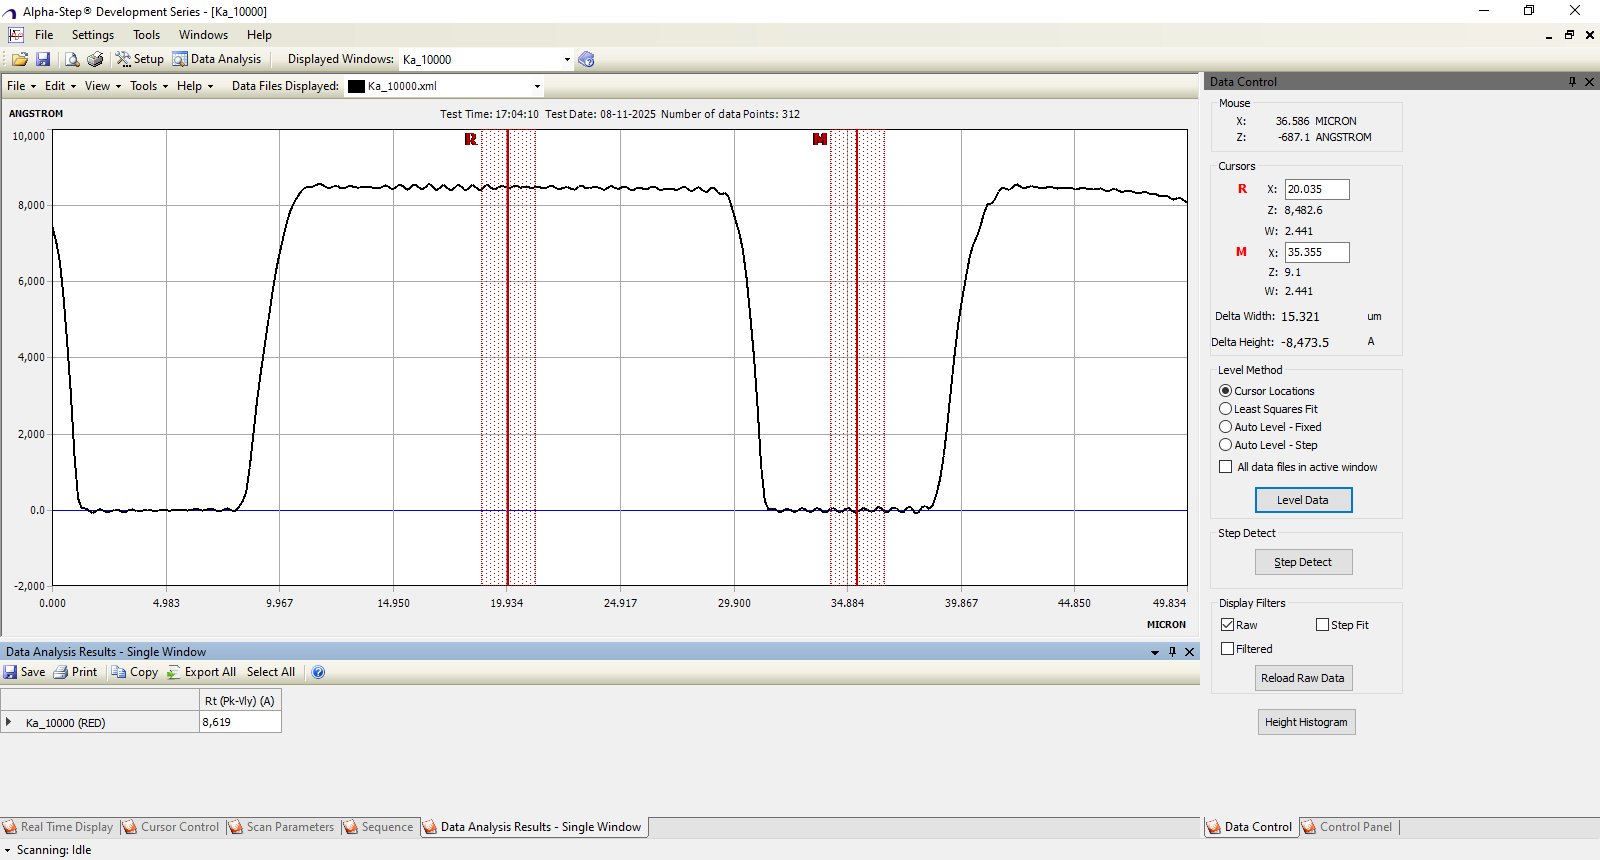 Alpha-Step® Development Series - [Ka_10000]
File Settings Tools Windows Help
Setup Data Analysis Displayed Windows: Ka_10000
File Edit View Tools Help Data Files Displayed: Ka_10000.xml
ANGSTROM
Test Time: 17:04:10 Test Date: 08-11-2025 Number of data Points: 312
10,000
8,000
6,000
4,000
2,000
0.0
-2,000
R
M
0.000 4.983 9.967 14.950 19.934 24.917 29.900 34.884 39.867 44.850 49.834
MICRON
Data Analysis Results - Single Window
Save Print Copy Export All Select All
Rt (Pk-Vly) (A)
Ka_10000 (RED) 8,619
Real Time Display Cursor Control Scan Parameters Sequence Data Analysis Results - Single Window
Scanning: Idle
Data Control
Mouse
X: 36.586 MICRON
Z: -687.1 ANGSTROM
Cursors
R X: 20.035
Z: 8,482.6
W: 2.441
M X: 35.355
Z: 9.1
W: 2.441
Delta Width: 15.321 um
Delta Height: -8,473.5 A
Level Method
Cursor Locations
Least Squares Fit
Auto Level - Fixed
Auto Level - Step
All data files in active window
Level Data
Step Detect
Step Detect
Display Filters
Raw Step Fit
Filtered
Reload Raw Data
Height Histogram
Data Control Control Panel